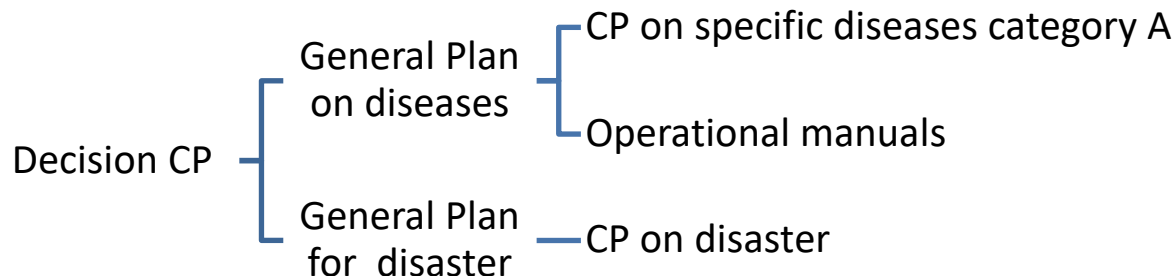 Decision CP
General Plan
on diseases
CP on specific diseases category A
Operational manuals
General Plan
for  disaster
CP on disaster